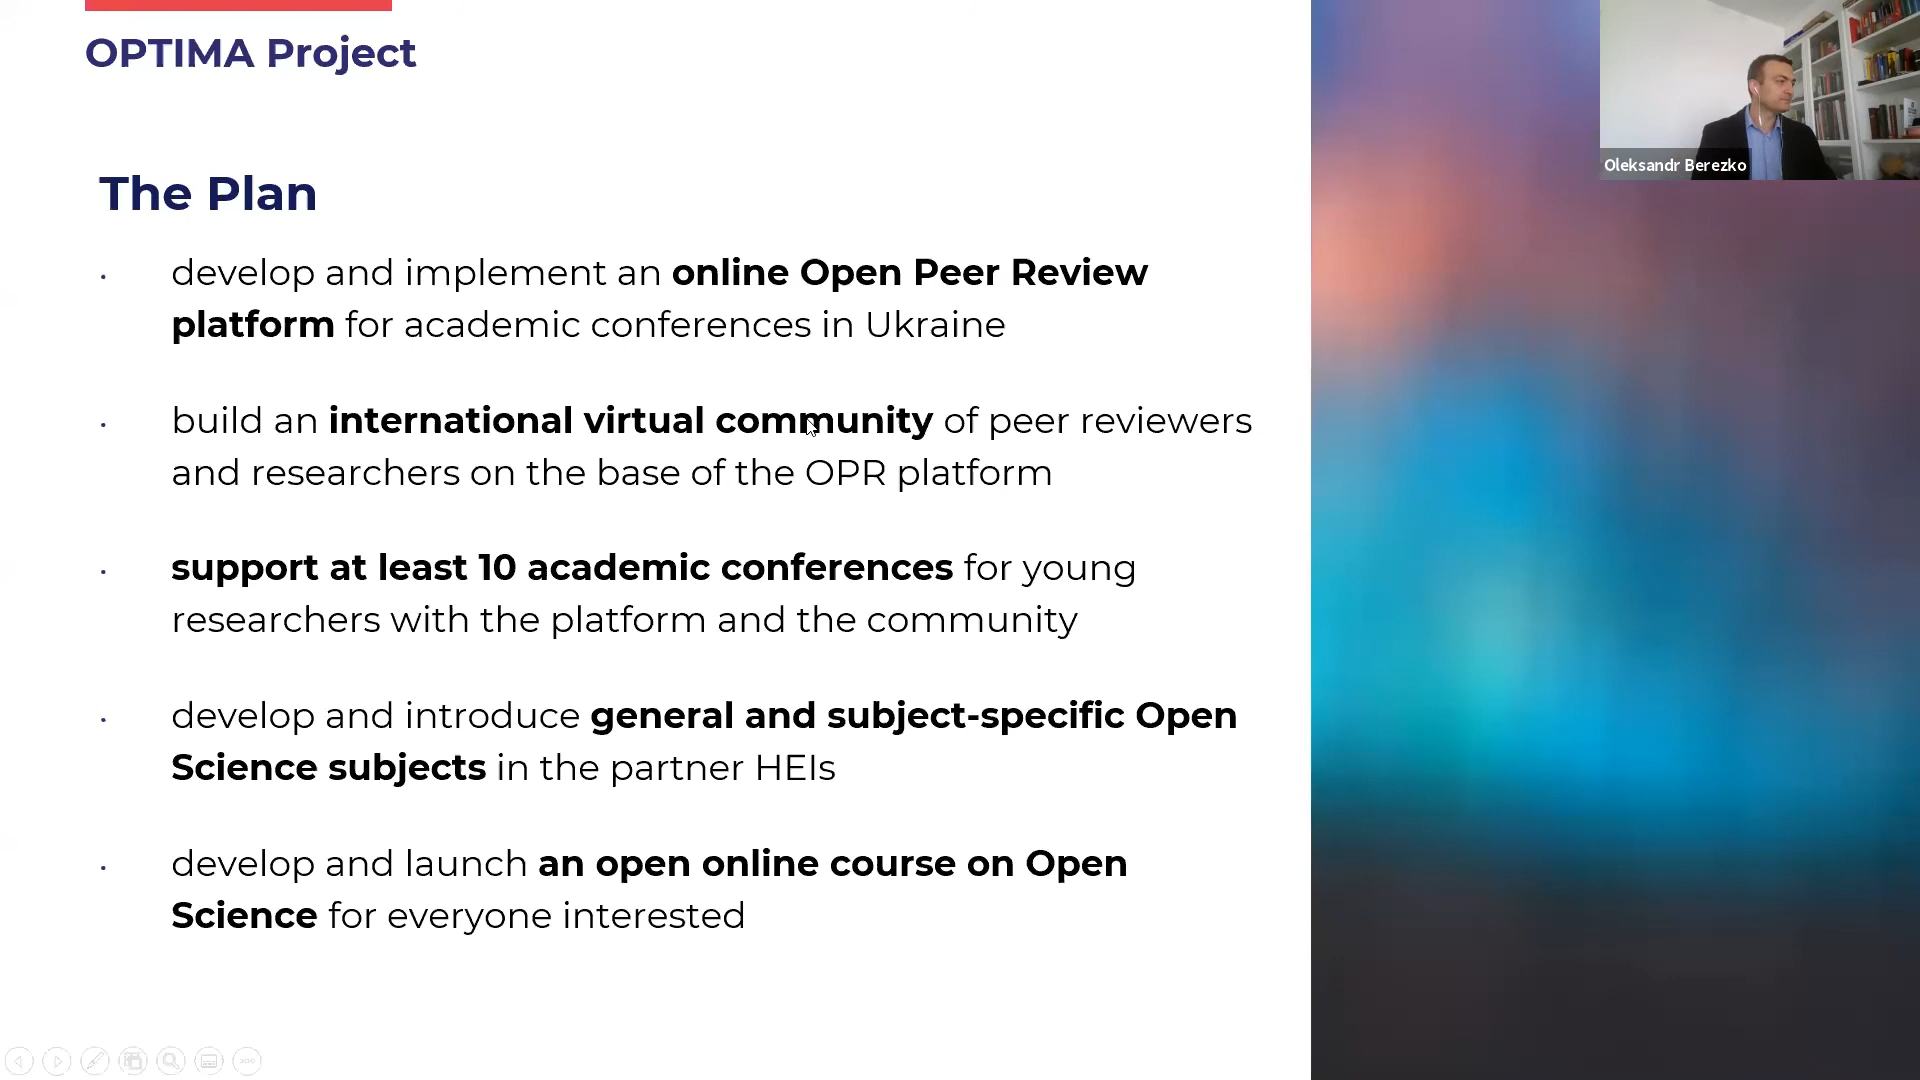 OPTIMA Project
Oleksandr Berezko
The Plan
· develop and implement an online Open Peer Review
platform for academic conferences in Ukraine
· build an international virtual community of peer reviewers
and researchers on the base of the OPR platform
· support at least 10 academic conferences for young
researchers with the platform and the community
· develop and introduce general and subject-specific Open
Science subjects in the partner HEIs
· develop and launch an open online course on Open
Science for everyone interested